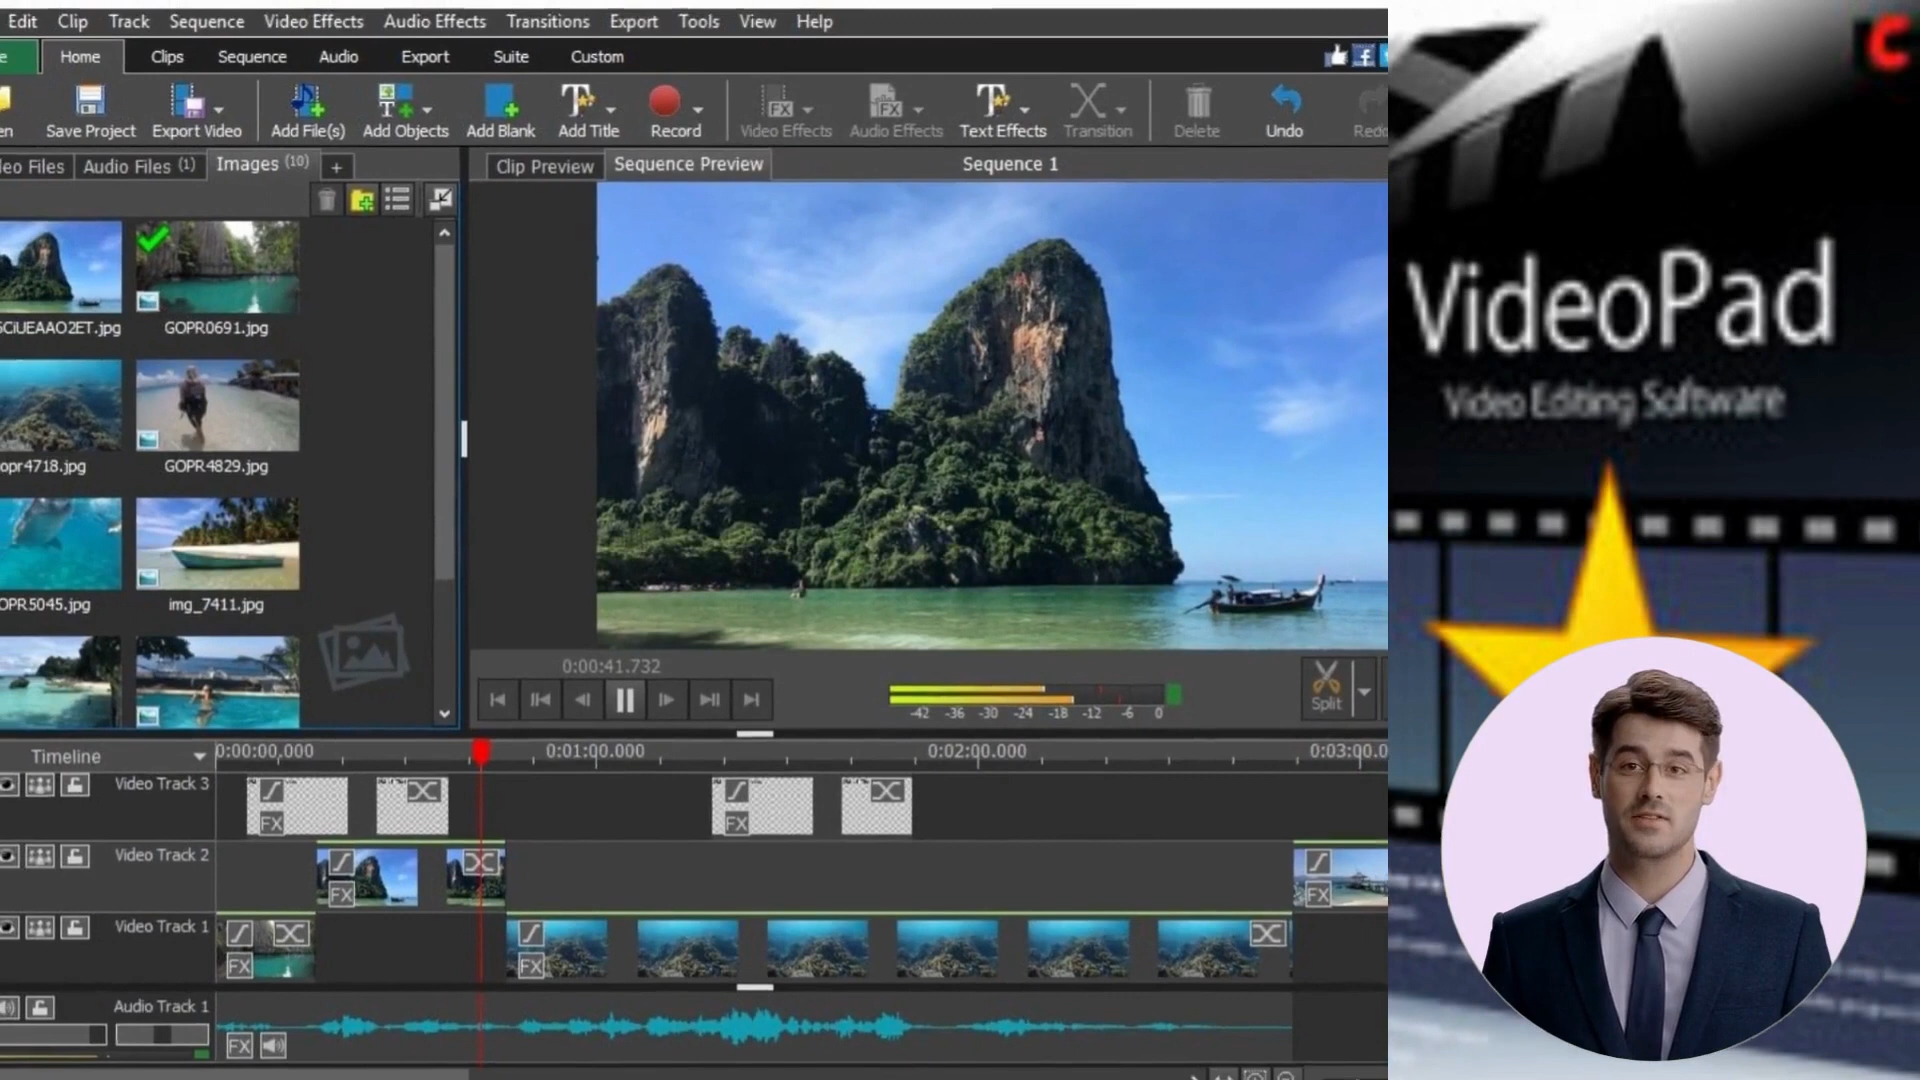 Edit Clip Track Sequence Video Effects Audio Effects Transitions Export Tools View Help
Home Clips Sequence Audio Export Suite Custom
Save Project Export Video Add File(s) Add Objects Add Blank Add Title Record Video Effects Audio Effects Text Effects Transition Delete Undo Redo
eo Files Audio Files (1) Images (10) +
Clip Preview Sequence Preview Sequence 1
5CiUEAAO2ET.jpg GOPR0691.jpg
opr4718.jpg GOPR4829.jpg
OPR5045.jpg img_7411.jpg
0:00:41.732
-42 -36 -30 -24 -18 -12 -6 0
Split
Timeline 0:00:00.000 0:01:00.000 0:02:00.000 0:03:00.0
Video Track 3
FX FX
Video Track 2
FX FX
Video Track 1
FX FX
Audio Track 1
FX
C
VideoPad
Video Editing Software